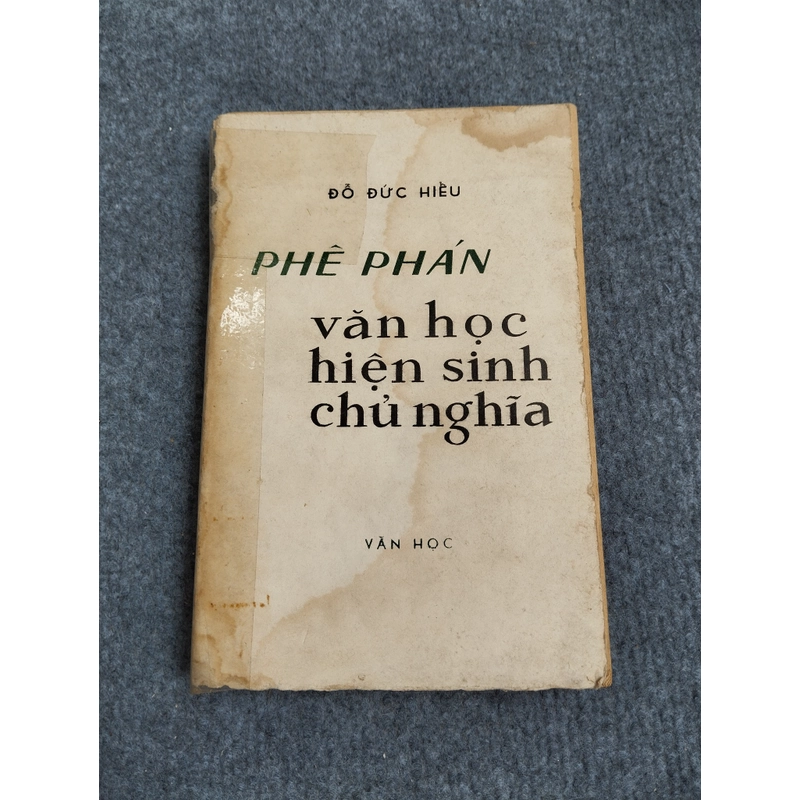 ĐỖ ĐỨC HIỂU
PHÊ PHÁN
văn học
hiện sinh
chủ nghĩa
VĂN HỌC